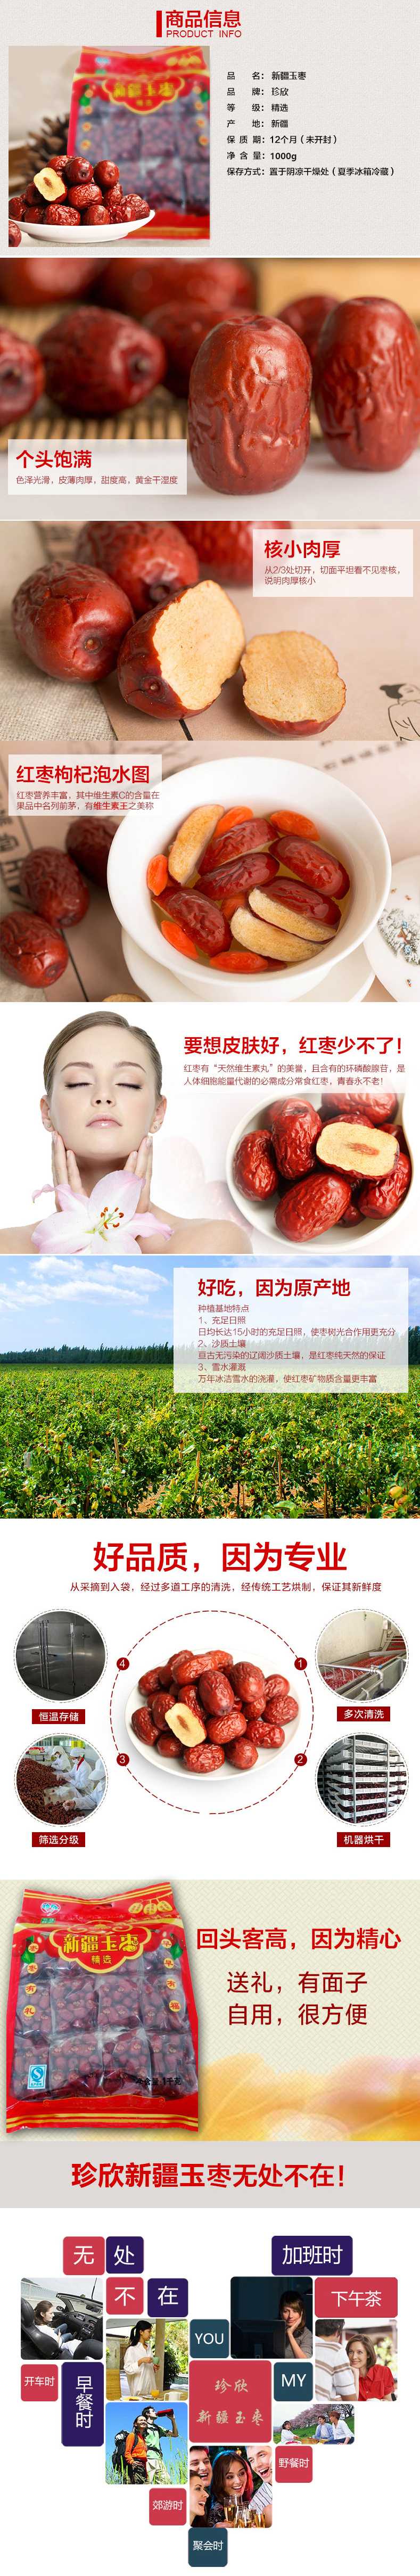 商品信息
PRODUCT INFO
品 名：新疆玉枣
品 牌：珍欣
等 级：精选
产 地：新疆
保 质 期：12个月（未开封）
净 含 量：1000g
保存方式：置于阴凉干燥处（夏季冰箱冷藏）
新疆玉枣
精选
个头饱满
色泽光滑，皮薄肉厚，甜度高，黄金干湿度
核小肉厚
从2/3处切开，切面平坦看不见枣核，
说明肉厚核小
红枣枸杞泡水图
红枣营养丰富，其中维生素C的含量在
果品中名列前茅，有维生素王之美称
要想皮肤好，红枣少不了！
红枣有“天然维生素丸”的美誉，且含有的环磷酸腺苷，是
人体细胞能量代谢的必需成分常食红枣，青春永不老！
好吃，因为原产地
种植基地特点
1、充足日照
日均长达15小时的充足日照，使枣树光合作用更充分
2、沙质土壤
亘古无污染的辽阔沙质土壤，是红枣纯天然的保证
3、雪水灌溉
万年冰洁雪水的浇灌，使红枣矿物质含量更丰富
好品质，因为专业
从采摘到入袋，经过多道工序的清洗，经传统工艺烘制，保证其新鲜度
4
1
恒温存储
多次清洗
3
2
筛选分级
机器烘干
新疆玉枣
精选
回头客高，因为精心
送礼，有面子
自用，很方便
珍欣新疆玉枣无处不在！
无
处
不
在
加班时
下午茶
YOU
开车时
早餐时
珍欣
新疆玉枣
MY
野餐时
郊游时
聚会时